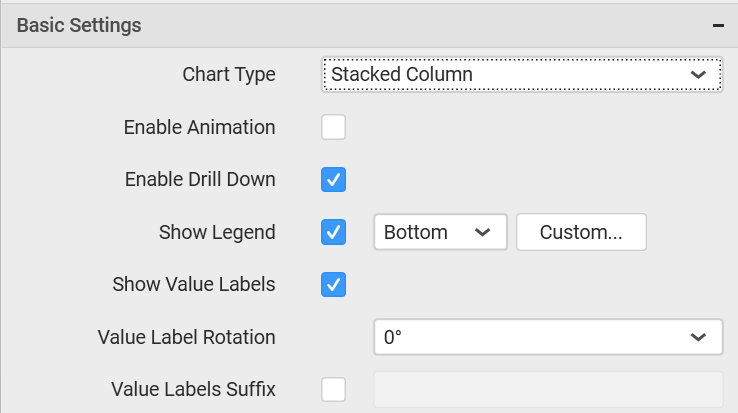 Basic Settings
Chart Type Stacked Column
Enable Animation
Enable Drill Down
Show Legend Bottom Custom...
Show Value Labels
Value Label Rotation 0°
Value Labels Suffix